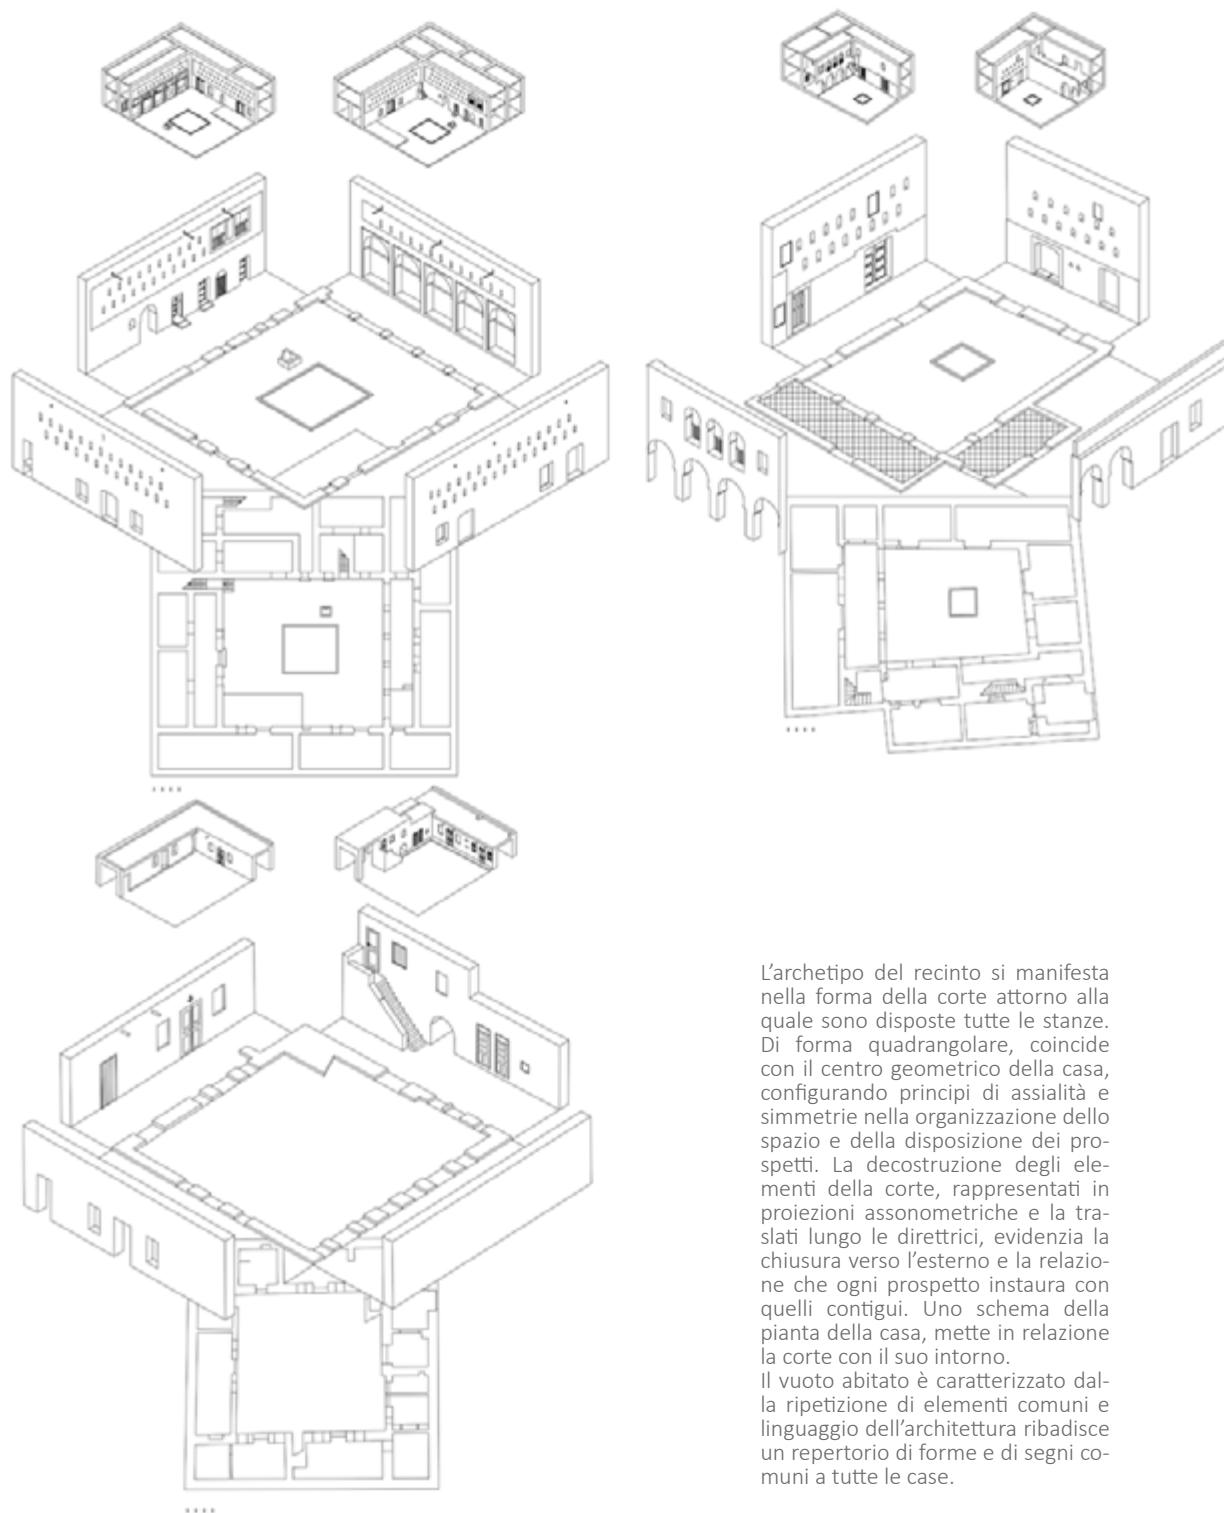 L’archetipo del recinto si manifesta
nella forma della corte attorno alla
quale sono disposte tutte le stanze.
Di forma quadrangolare, coincide
con il centro geometrico della casa,
configurando principi di assialità e
simmetrie nella organizzazione dello
spazio e della disposizione dei pro-
spetti. La decostruzione degli ele-
menti della corte, rappresentati in
proiezioni assonometriche e la tra-
slati lungo le direttrici, evidenzia la
chiusura verso l’esterno e la relazio-
ne che ogni prospetto instaura con
quelli contigui. Uno schema della
pianta della casa, mette in relazione
la corte con il suo intorno.
Il vuoto abitato è caratterizzato dal-
la ripetizione di elementi comuni e
linguaggio dell’architettura ribadisce
un repertorio di forme e di segni co-
muni a tutte le case.